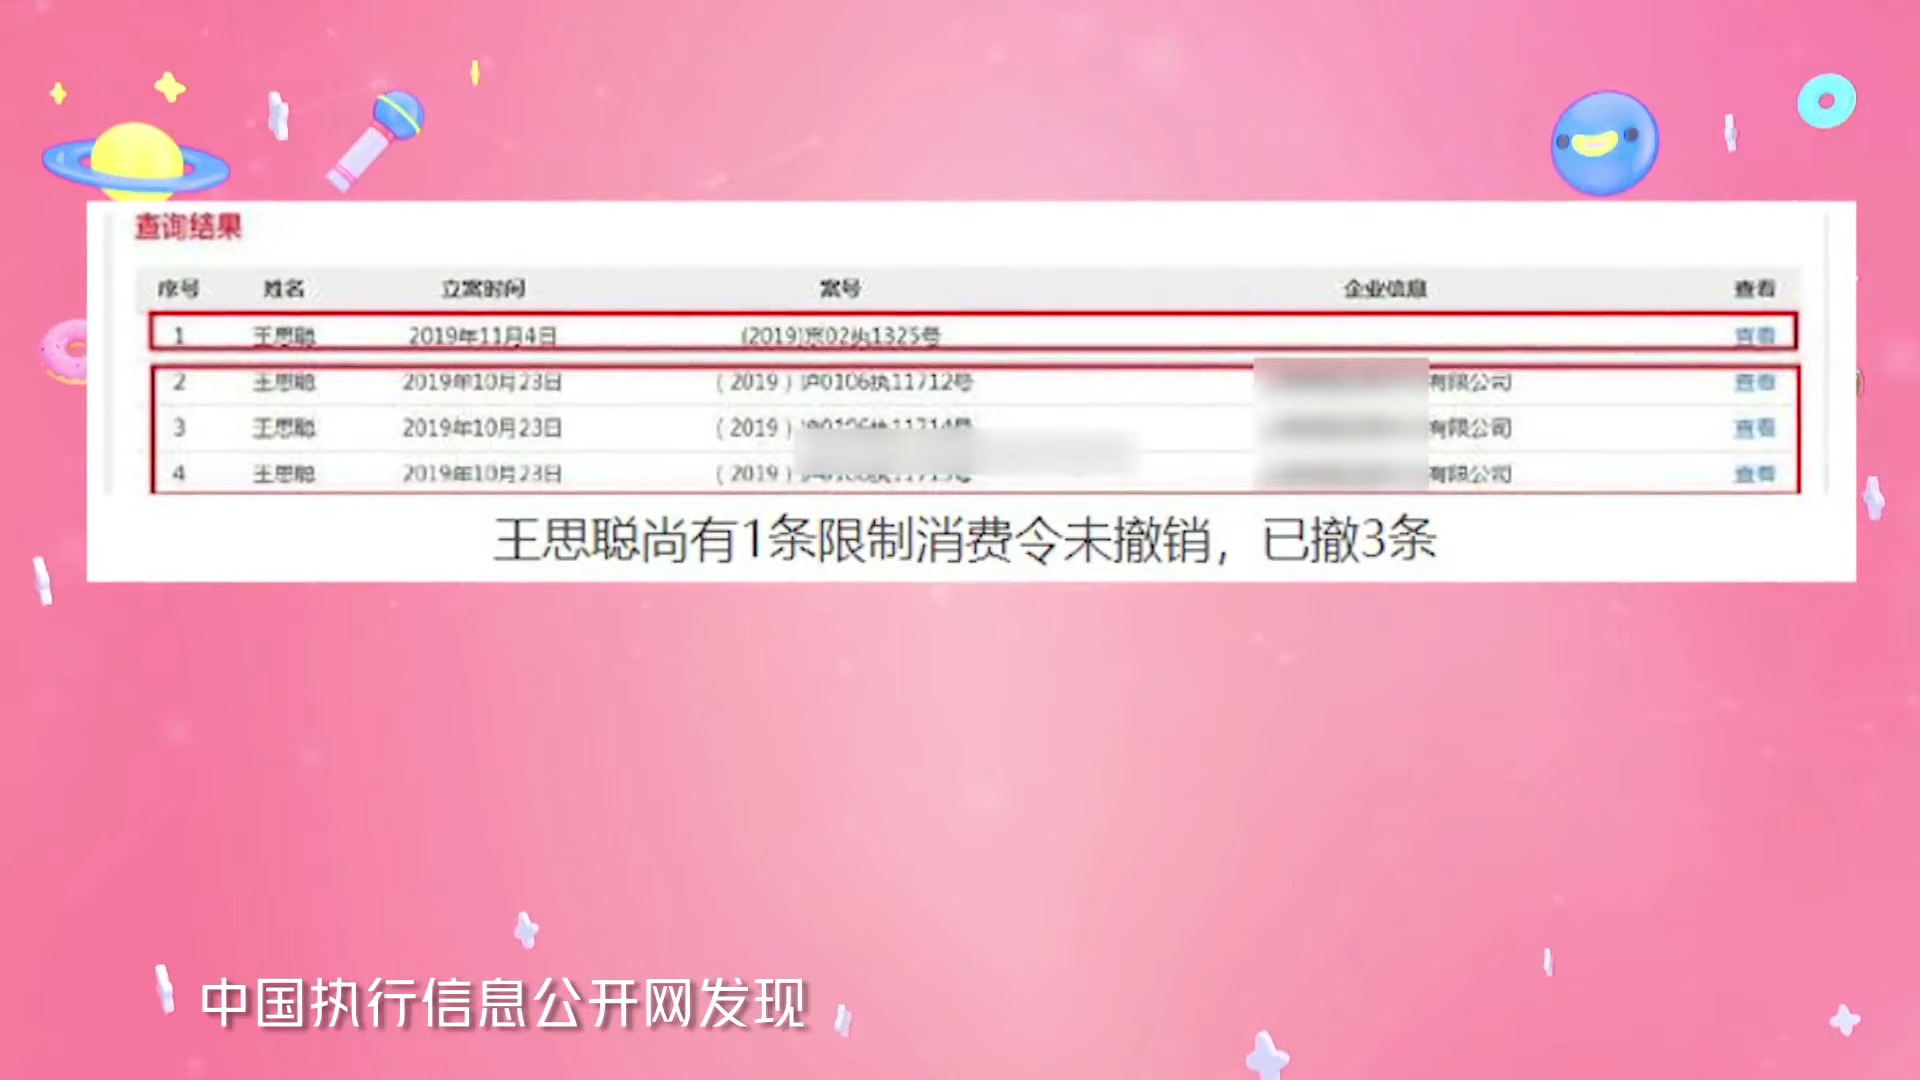 查询结果
序号 姓名 立案时间 案号 企业信息 查看
1 王思聪 2019年11月4日 (2019)京02执1325号 查看
2 王思聪 2019年10月23日 （2019）沪0106执11712号 有限公司 查看
3 王思聪 2019年10月23日 （2019） 有限公司 查看
4 王思聪 2019年10月23日 （2019） 有限公司 查看
王思聪尚有1条限制消费令未撤销，已撤3条
中国执行信息公开网发现